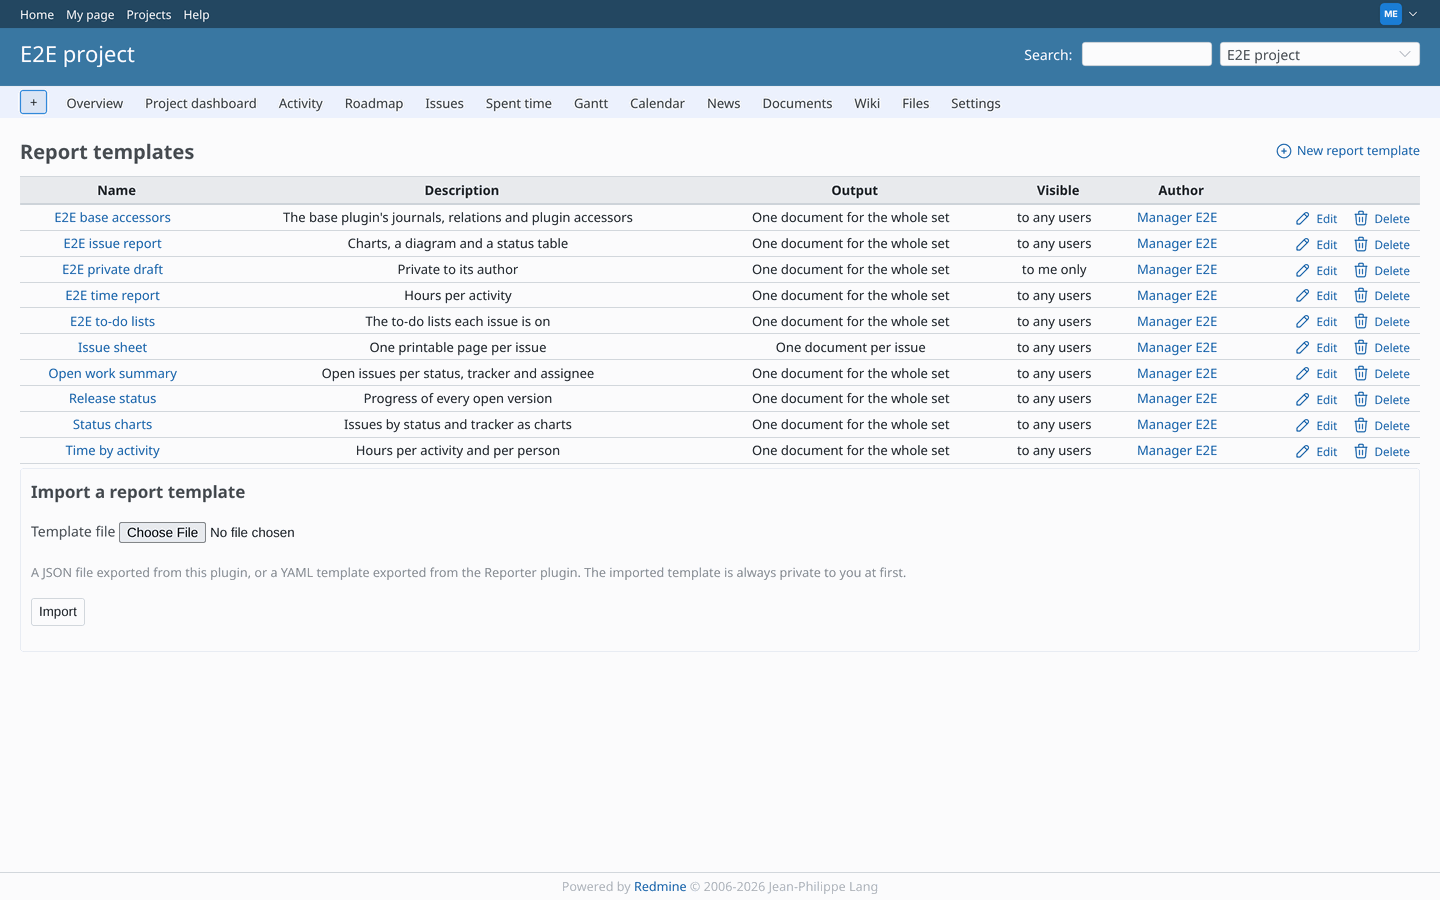 Home My page Projects Help ME
E2E project Search: E2E project
+ Overview Project dashboard Activity Roadmap Issues Spent time Gantt Calendar News Documents Wiki Files Settings
Report templates New report template
Name Description Output Visible Author
E2E base accessors The base plugin's journals, relations and plugin accessors One document for the whole set to any users Manager E2E Edit Delete
E2E issue report Charts, a diagram and a status table One document for the whole set to any users Manager E2E Edit Delete
E2E private draft Private to its author One document for the whole set to me only Manager E2E Edit Delete
E2E time report Hours per activity One document for the whole set to any users Manager E2E Edit Delete
E2E to-do lists The to-do lists each issue is on One document for the whole set to any users Manager E2E Edit Delete
Issue sheet One printable page per issue One document per issue to any users Manager E2E Edit Delete
Open work summary Open issues per status, tracker and assignee One document for the whole set to any users Manager E2E Edit Delete
Release status Progress of every open version One document for the whole set to any users Manager E2E Edit Delete
Status charts Issues by status and tracker as charts One document for the whole set to any users Manager E2E Edit Delete
Time by activity Hours per activity and per person One document for the whole set to any users Manager E2E Edit Delete
Import a report template
Template file Choose File No file chosen
A JSON file exported from this plugin, or a YAML template exported from the Reporter plugin. The imported template is always private to you at first.
Import
Powered by Redmine © 2006-2026 Jean-Philippe Lang